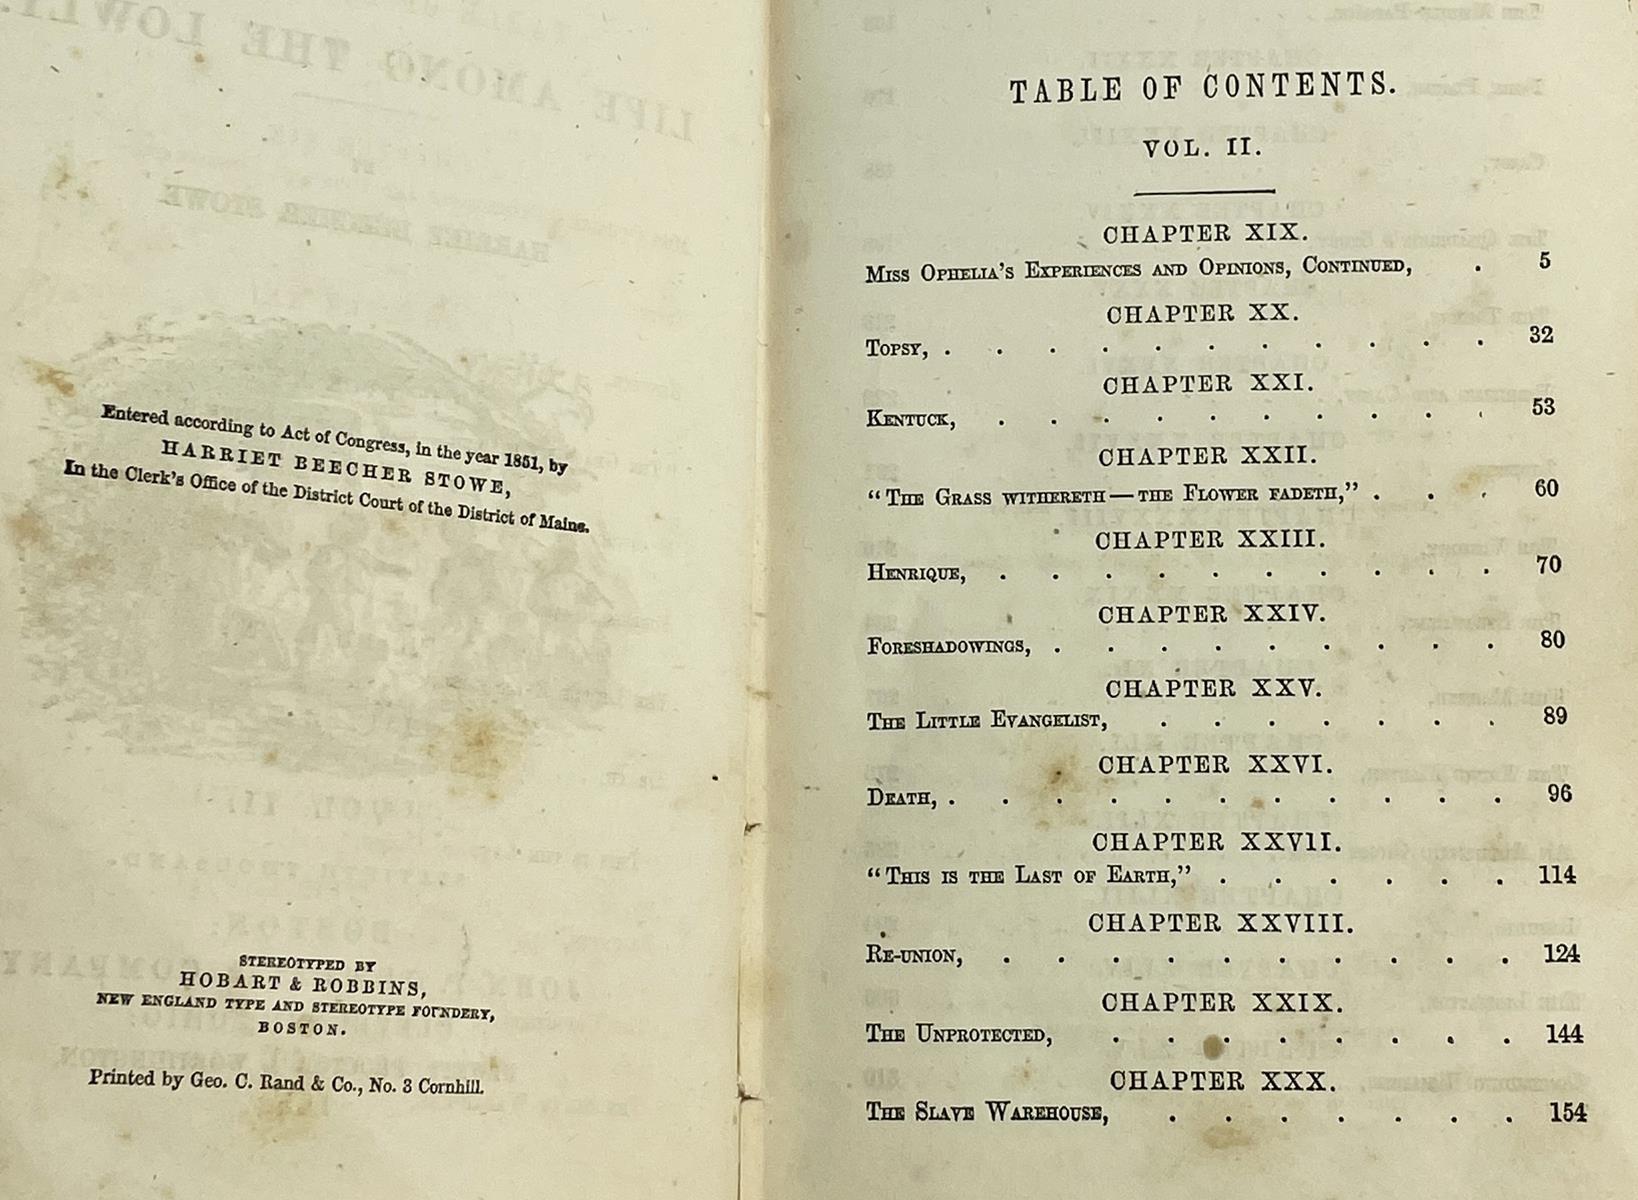 Entered according to Act of Congress, in the year 1851, by
HARRIET BEECHER STOWE,
In the Clerk's Office of the District Court of the District of Maine.
STEREOTYPED BY
HOBART & ROBBINS,
NEW ENGLAND TYPE AND STEREOTYPE FOUNDERY,
BOSTON.
Printed by Geo. C. Rand & Co., No. 3 Cornhill.
TABLE OF CONTENTS.
VOL. II.
CHAPTER XIX.
Miss Ophelia's Experiences and Opinions, Continued, . 5
CHAPTER XX.
Topsy, . . . . . . . . . . . 32
CHAPTER XXI.
Kentuck, . . . . . . . . . . 53
CHAPTER XXII.
"The Grass withereth — the Flower fadeth," . . . 60
CHAPTER XXIII.
Henrique, . . . . . . . . . . 70
CHAPTER XXIV.
Foreshadowings, . . . . . . . . . 80
CHAPTER XXV.
The Little Evangelist, . . . . . . . 89
CHAPTER XXVI.
Death, . . . . . . . . . . . 96
CHAPTER XXVII.
"This is the Last of Earth," . . . . . . 114
CHAPTER XXVIII.
Re-union, . . . . . . . . . . 124
CHAPTER XXIX.
The Unprotected, . . . . . . . . 144
CHAPTER XXX.
The Slave Warehouse, . . . . . . . 154